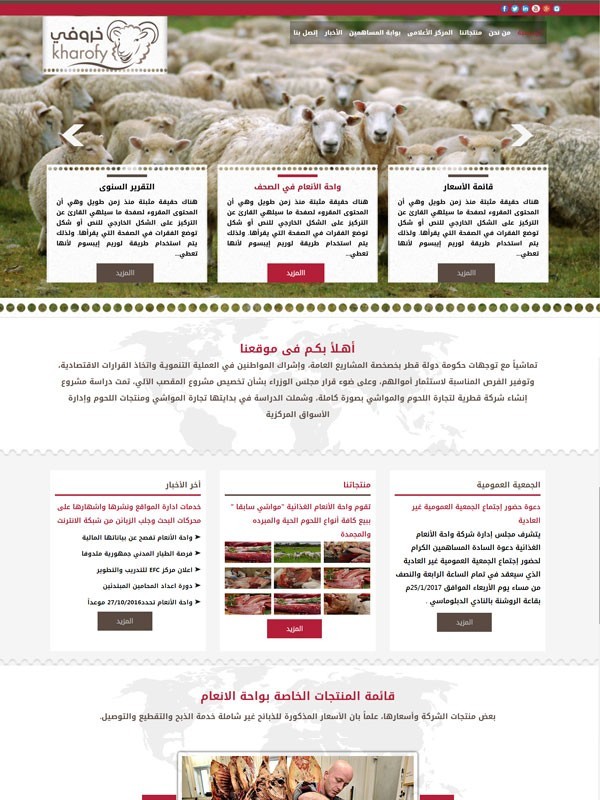 خروفي
kharofy
من نحن
منتجاتنا
المركز الأعلامى
بوابة المساهمين
الأخبار
إتصل بنا
قائمة الأسعار
هناك حقيقة مثبتة منذ زمن طويل وهي أن
المحتوى المقروء لصفحة ما سيلهي القارئ عن
التركيز على الشكل الخارجي للنص أو شكل
توضع الفقرات في الصفحة التي يقرأها. ولذلك
يتم استخدام طريقة لوريم إيبسوم لأنها
تعطي..
المزيد
واحة الأنعام في الصحف
هناك حقيقة مثبتة منذ زمن طويل وهي أن
المحتوى المقروء لصفحة ما سيلهي القارئ عن
التركيز على الشكل الخارجي للنص أو شكل
توضع الفقرات في الصفحة التي يقرأها. ولذلك
يتم استخدام طريقة لوريم إيبسوم لأنها
تعطي..
المزيد
التقرير السنوى
هناك حقيقة مثبتة منذ زمن طويل وهي أن
المحتوى المقروء لصفحة ما سيلهي القارئ عن
التركيز على الشكل الخارجي للنص أو شكل
توضع الفقرات في الصفحة التي يقرأها. ولذلك
يتم استخدام طريقة لوريم إيبسوم لأنها
تعطي..
المزيد
أهلأ بكم فى موقعنا
تماشياً مع توجهات حكومة دولة قطر بخصخصة المشاريع العامة، وإشراك المواطنين في العملية التنموية واتخاذ القرارات الاقتصادية،
وتوفير الفرص المناسبة لاستثمار أموالهم، وعلى ضوء قرار مجلس الوزراء بشأن تخصيص مشروع المقصب الآلي، تمت دراسة مشروع
إنشاء شركة قطرية لتجارة اللحوم والمواشي بصورة كاملة، وشملت الدراسة في بدايتها تجارة المواشي ومنتجات اللحوم وإدارة
الأسواق المركزية
الجمعية العمومية
دعوة حضور إجتماع الجمعية العمومية غير
العادية
يتشرف مجلس إدارة شركة واحة الأنعام
الغذائية دعوة السادة المساهمين الكرام
لحضور إجتماع الجمعية العمومية غير العادية
الذي سيعقد في تمام الساعة الرابعة والنصف
من مساء يوم الأربعاء الموافق 25/1/2017م
بقاعة الروشنة بالنادي الدبلوماسي .
المزيد
منتجاتنا
تقوم واحة الأنعام الغذائية "مواشي سابقا "
ببيع كافة أنواع اللحوم الحية والمبرده
والمجمدة
المزيد
أخر الأخبار
خدمات ادارة المواقع ونشرها واشهارها على
محركات البحث وجلب الزبائن من شبكة الانترنت
واحة الأنعام تفصح عن بياناتها المالية
فرصة الطيار المدني جمهورية ملدوفا
اعلان مركز EFC للتدريب والتطوير
دورة اعداد المحامين المبتدئين
واحة الأنعام تحدد27/10/2016 موعداً
المزيد
قائمة المنتجات الخاصة بواحة الانعام
بعض منتجات الشركة وأسعارها، علماً بان الأسعار المذكورة للذبائح غير شاملة خدمة الذبح والتقطيع والتوصيل.